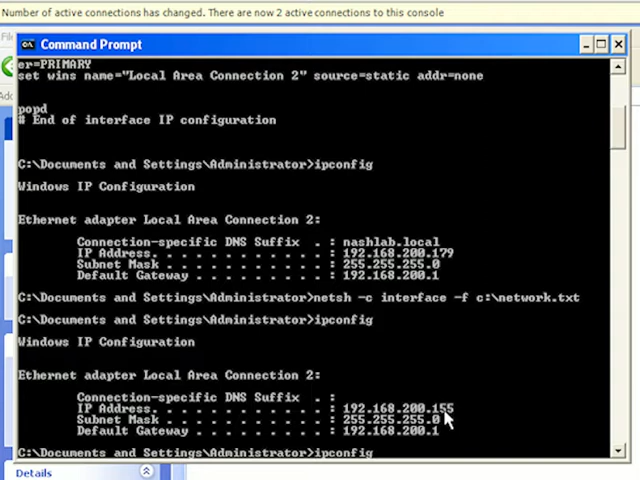 Number of active connections has changed. There are now 2 active connections to this console
Command Prompt
er=PRIMARY
set wins name="Local Area Connection 2" source=static addr=none
popd
# End of interface IP configuration
C:\Documents and Settings\Administrator>ipconfig
Windows IP Configuration
Ethernet adapter Local Area Connection 2:
Connection-specific DNS Suffix  . : nashlab.local
IP Address. . . . . . . . . . . . : 192.168.200.179
Subnet Mask . . . . . . . . . . . : 255.255.255.0
Default Gateway . . . . . . . . . : 192.168.200.1
C:\Documents and Settings\Administrator>netsh -c interface -f c:\network.txt
C:\Documents and Settings\Administrator>ipconfig
Windows IP Configuration
Ethernet adapter Local Area Connection 2:
Connection-specific DNS Suffix  . :
IP Address. . . . . . . . . . . . : 192.168.200.155
Subnet Mask . . . . . . . . . . . : 255.255.255.0
Default Gateway . . . . . . . . . : 192.168.200.1
C:\Documents and Settings\Administrator>ipconfig
Details